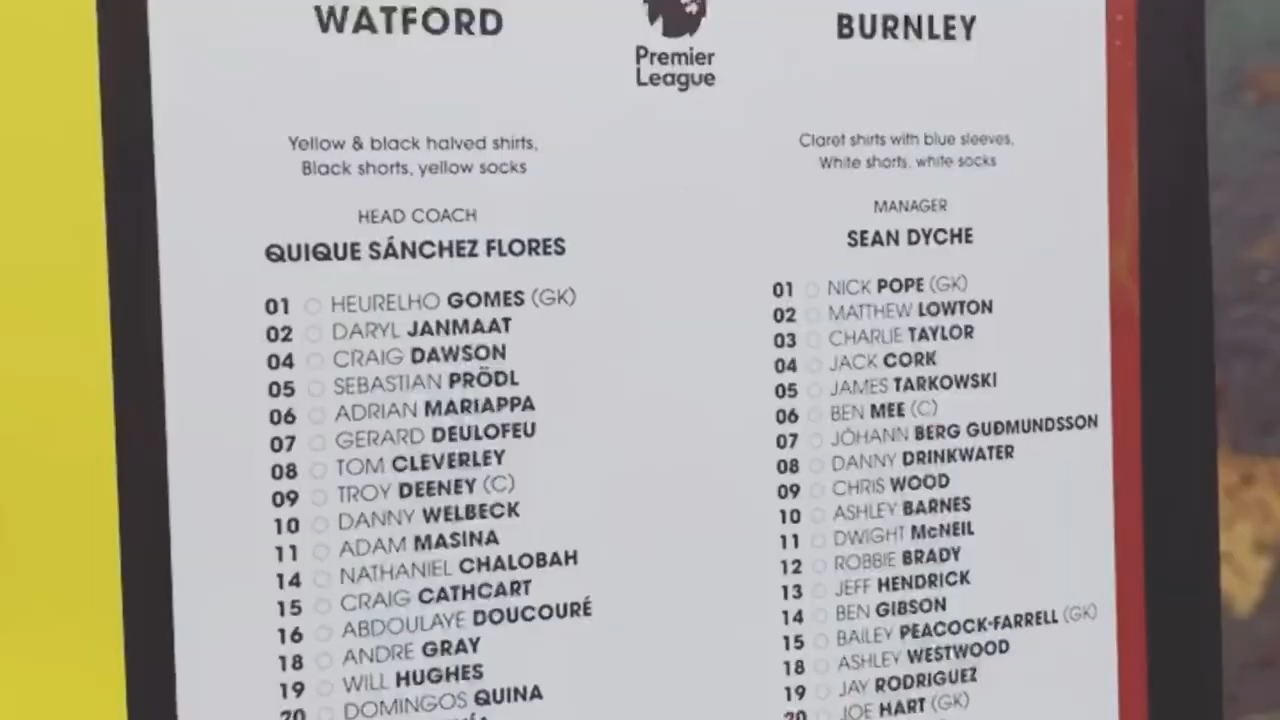 WATFORD
Yellow & black halved shirts,
Black shorts, yellow socks
HEAD COACH
QUIQUE SÁNCHEZ FLORES
01 HEURELHO GOMES (GK)
02 DARYL JANMAAT
04 CRAIG DAWSON
05 SEBASTIAN PRÖDL
06 ADRIAN MARIAPPA
07 GERARD DEULOFEU
08 TOM CLEVERLEY
09 TROY DEENEY (C)
10 DANNY WELBECK
11 ADAM MASINA
14 NATHANIEL CHALOBAH
15 CRAIG CATHCART
16 ABDOULAYE DOUCOURÉ
18 ANDRE GRAY
19 WILL HUGHES
20 DOMINGOS QUINA
Premier
League
BURNLEY
Claret shirts with blue sleeves,
White shorts, white socks
MANAGER
SEAN DYCHE
01 NICK POPE (GK)
02 MATTHEW LOWTON
03 CHARLIE TAYLOR
04 JACK CORK
05 JAMES TARKOWSKI
06 BEN MEE (C)
07 JÓHANN BERG GUÐMUNDSSON
08 DANNY DRINKWATER
09 CHRIS WOOD
10 ASHLEY BARNES
11 DWIGHT McNEIL
12 ROBBIE BRADY
13 JEFF HENDRICK
14 BEN GIBSON
15 BAILEY PEACOCK-FARRELL (GK)
18 ASHLEY WESTWOOD
19 JAY RODRIGUEZ
20 JOE HART (GK)